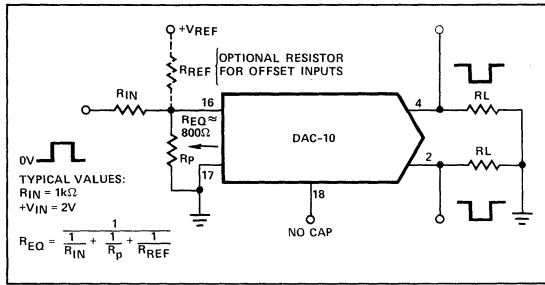 +VREF
RREF
OPTIONAL RESISTOR
FOR OFFSET INPUTS
RIN
16
REQ ≈
800Ω
RP
17
DAC-10
4
RL
2
RL
18
NO CAP
0V
TYPICAL VALUES:
RIN = 1kΩ
+VIN = 2V
REQ = 1 / (1/RIN + 1/Rp + 1/RREF)